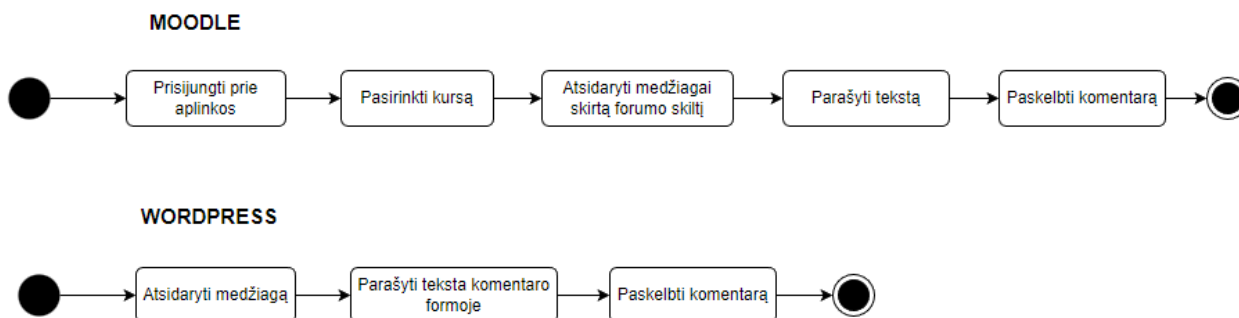 MOODLE
Prisijungti prie
aplinkos
Pasirinkti kursą
Atsidaryti medžiagai
skirtą forumo skiltį
Parašyti tekstą
Paskelbti komentarą
WORDPRESS
Atsidaryti medžiagą
Parašyti teksta komentaro
formoje
Paskelbti komentarą